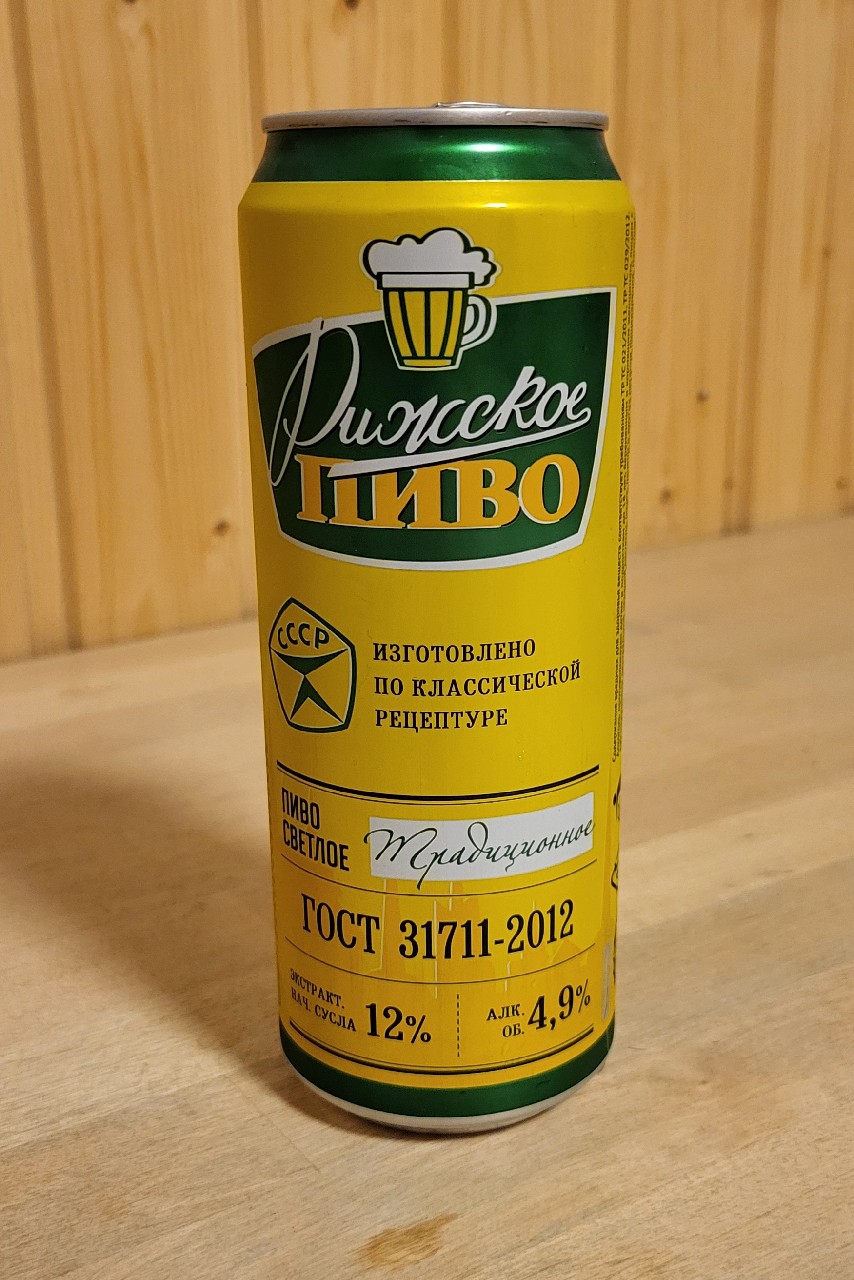 Рижское
ПИВО
СССР
ИЗГОТОВЛЕНО
ПО КЛАССИЧЕСКОЙ
РЕЦЕПТУРЕ
ПИВО
СВЕТЛОЕ
Традиционное
ГОСТ 31711-2012
ЭКСТРАКТ.
НАЧ. СУСЛА 12%
АЛК.
ОБ. 4,9%